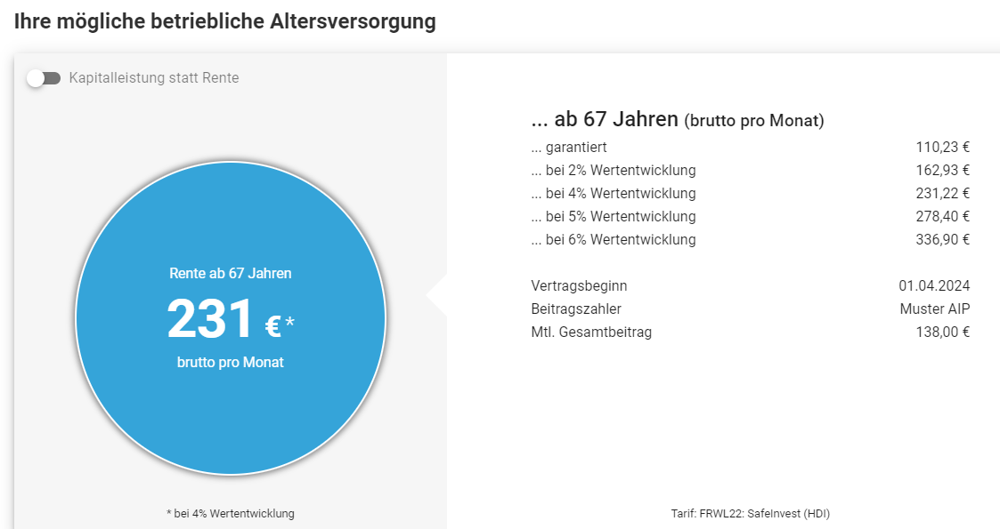 Ihre mögliche betriebliche Altersversorgung
Kapitalleistung statt Rente
Rente ab 67 Jahren
231 € *
brutto pro Monat
* bei 4% Wertentwicklung
... ab 67 Jahren (brutto pro Monat)
... garantiert 110,23 €
... bei 2% Wertentwicklung 162,93 €
... bei 4% Wertentwicklung 231,22 €
... bei 5% Wertentwicklung 278,40 €
... bei 6% Wertentwicklung 336,90 €
Vertragsbeginn 01.04.2024
Beitragszahler Muster AIP
Mtl. Gesamtbeitrag 138,00 €
Tarif: FRWL22: SafeInvest (HDI)